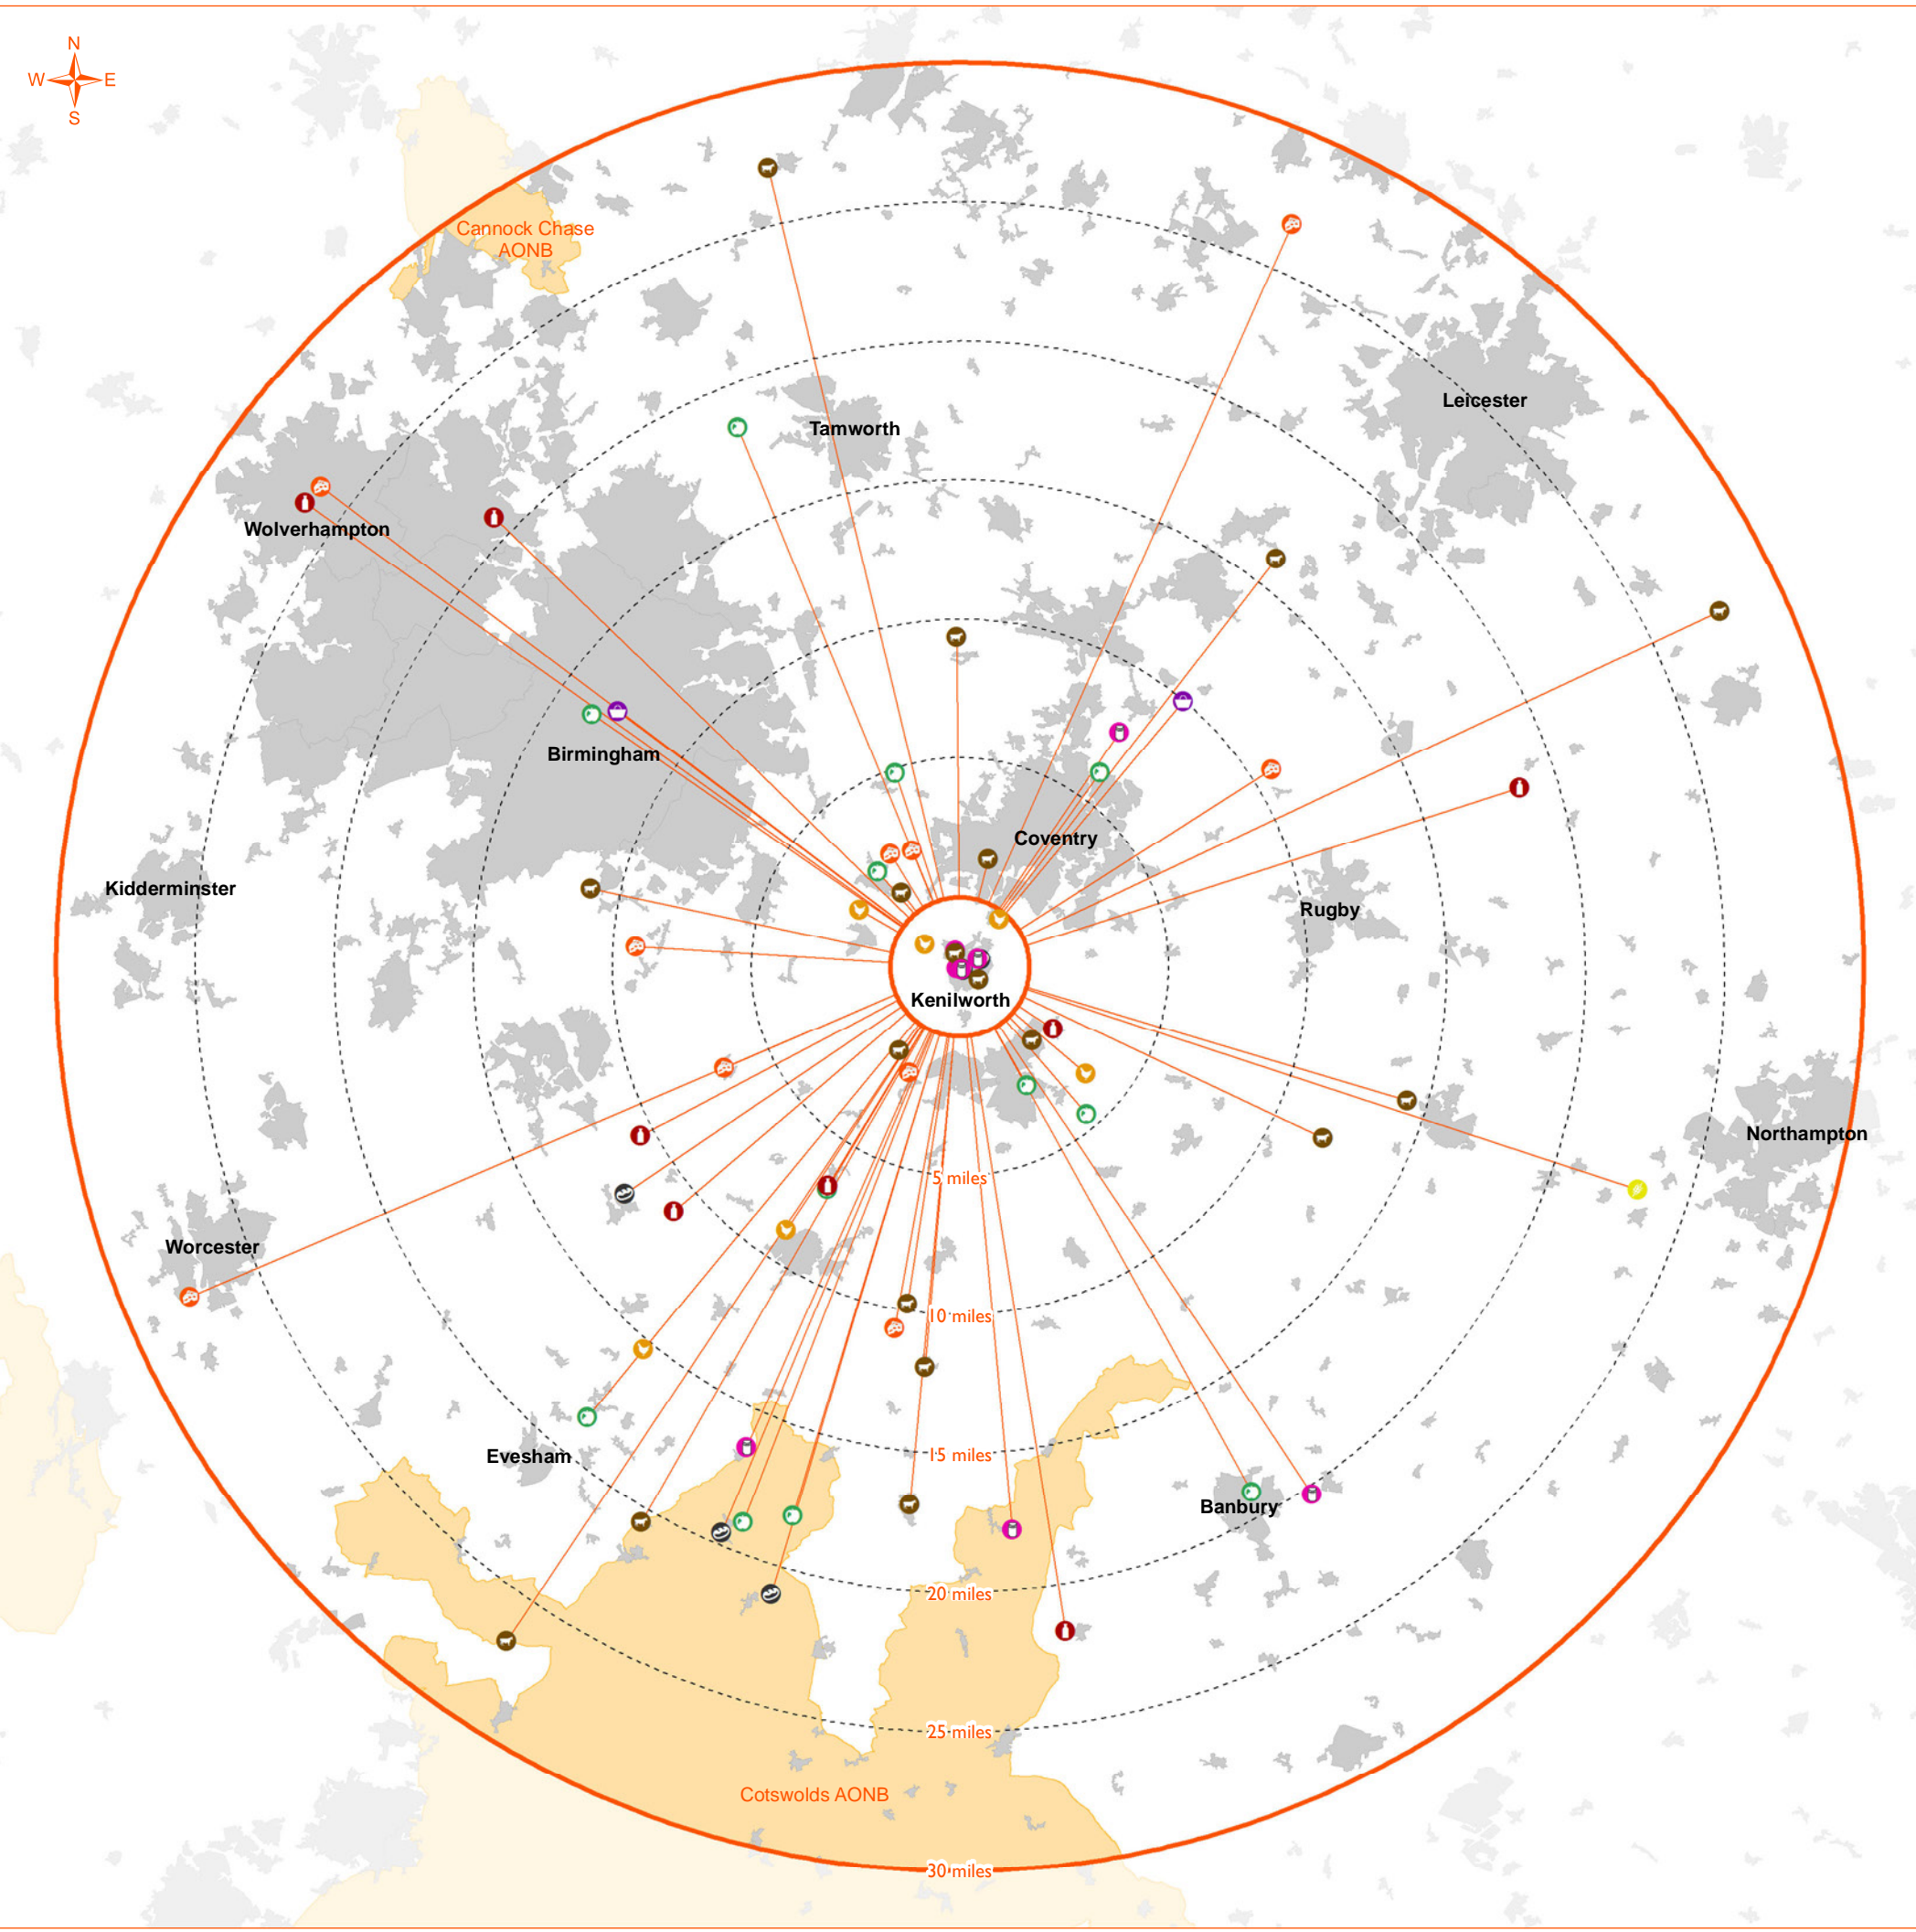 N
W E
S
Cannock Chase
AONB
Leicester
Tamworth
Wolverhampton
Birmingham
Coventry
Kidderminster
Rugby
Kenilworth
Northampton
5 miles
Worcester
10 miles
Evesham
15 miles
Banbury
20 miles
25 miles
Cotswolds AONB
30 miles